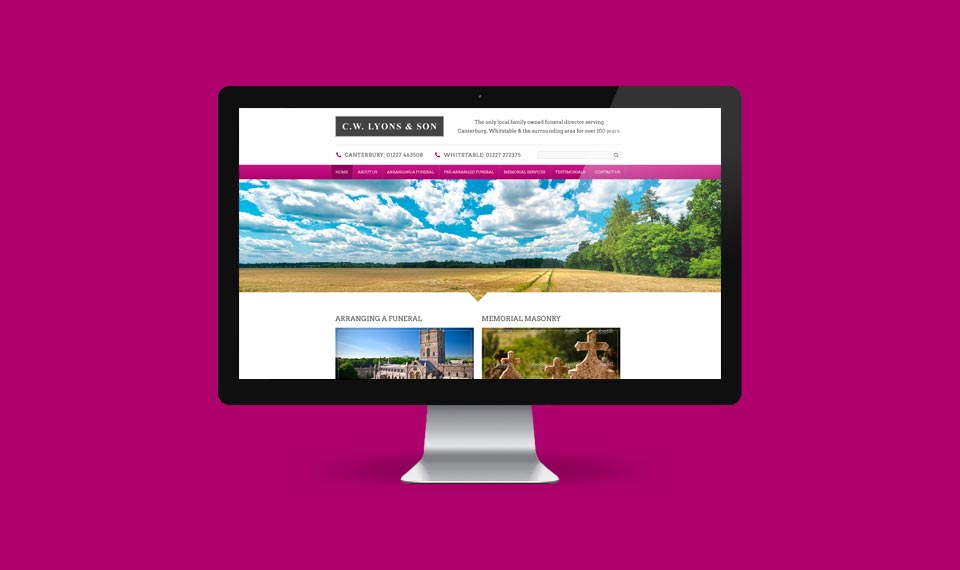 C.W. LYONS & SON
The only local family owned funeral director serving
Canterbury, Whitstable & the surrounding area for over 100 years.
CANTERBURY: 01227 463508
WHITSTABLE: 01227 272375
HOME ABOUT US ARRANGING A FUNERAL PRE-ARRANGED FUNERAL MEMORIAL SERVICES TESTIMONIALS CONTACT US
ARRANGING A FUNERAL
MEMORIAL MASONRY